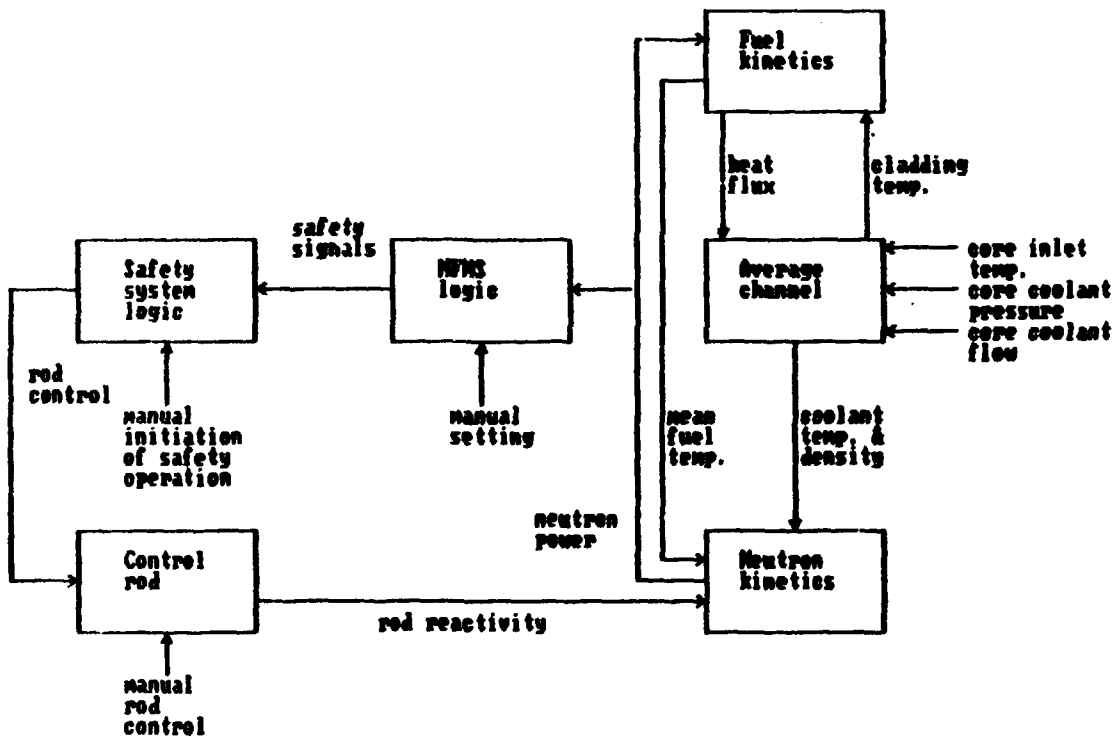 Fuel
kinetics
heat
flux
cladding
temp.
safety
signals
Safety
system
logic
logic
Average
channel
core inlet
temp.
core coolant
pressure
core coolant
flow
rod
control
manual
initiation
of safety
operation
manual
setting
mean
fuel
temp.
coolant
temp. &
density
neutron
power
Control
rod
Neutron
kinetics
rod reactivity
manual
rod
control